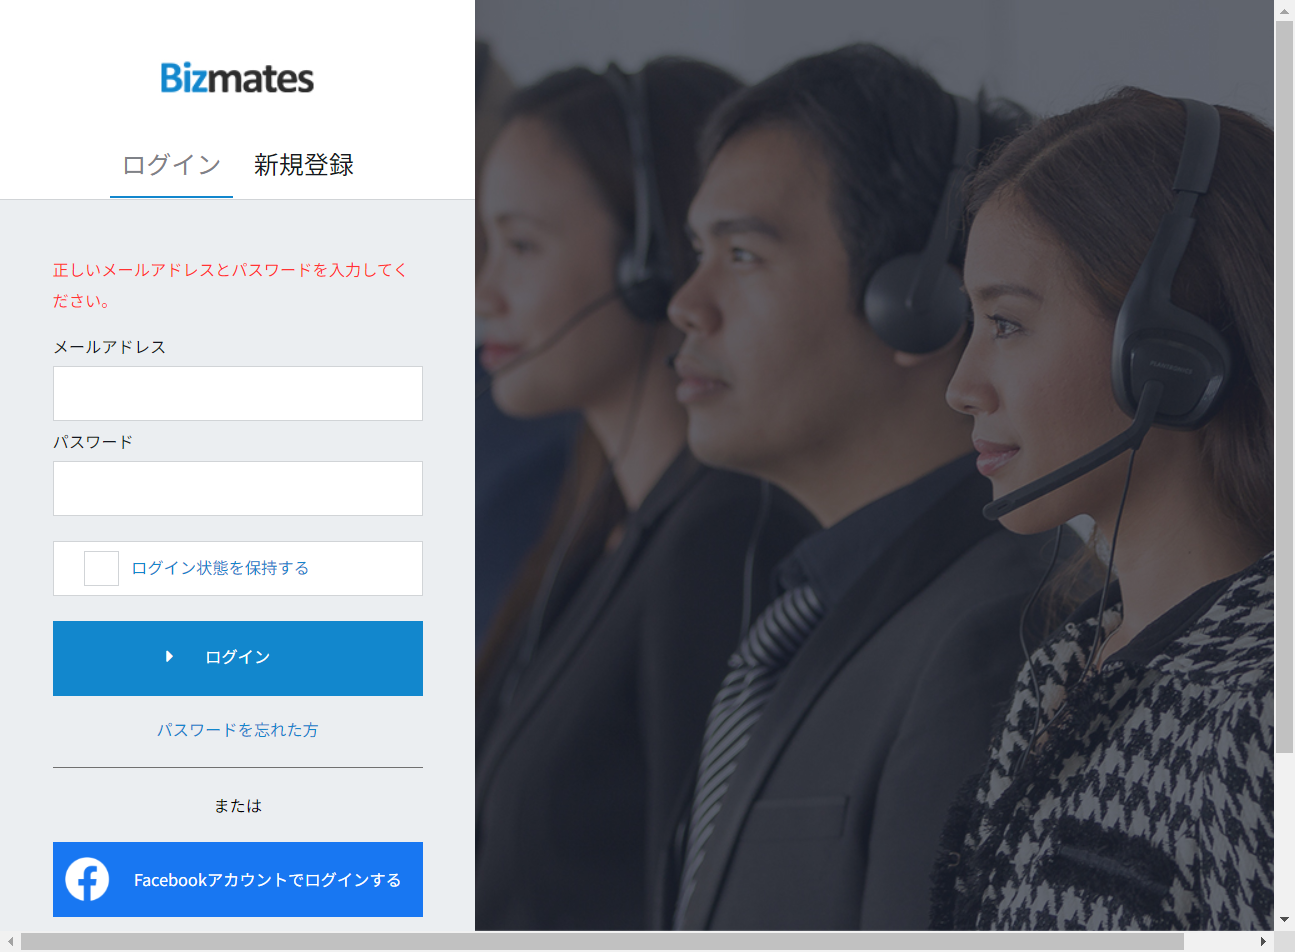 Bizmates
ログイン
新規登録
正しいメールアドレスとパスワードを入力してく
ださい。
メールアドレス
パスワード
ログイン状態を保持する
ログイン
パスワードを忘れた方
または
Facebookアカウントでログインする